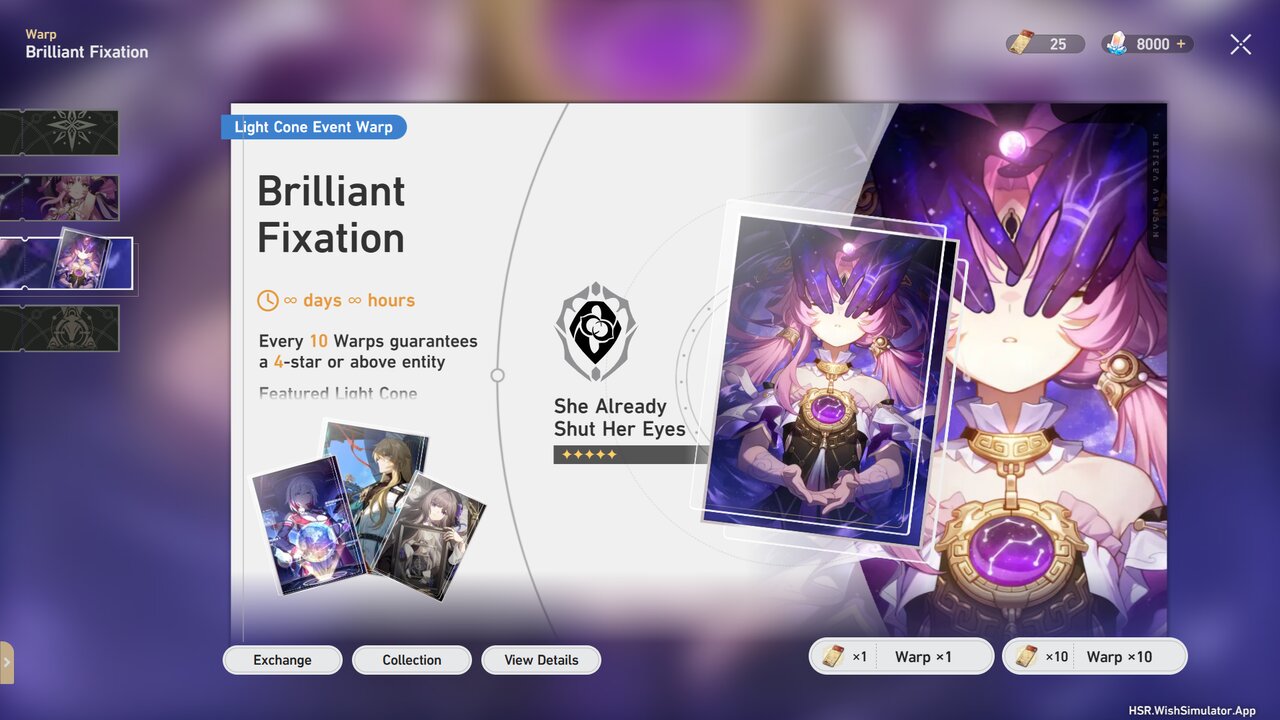 Warp
Brilliant Fixation
25
8000 +
Light Cone Event Warp
Brilliant
Fixation
∞ days ∞ hours
Every 10 Warps guarantees
a 4-star or above entity
Featured Light Cone
She Already
Shut Her Eyes
Exchange
Collection
View Details
×1
Warp ×1
×10
Warp ×10
HSR.WishSimulator.App